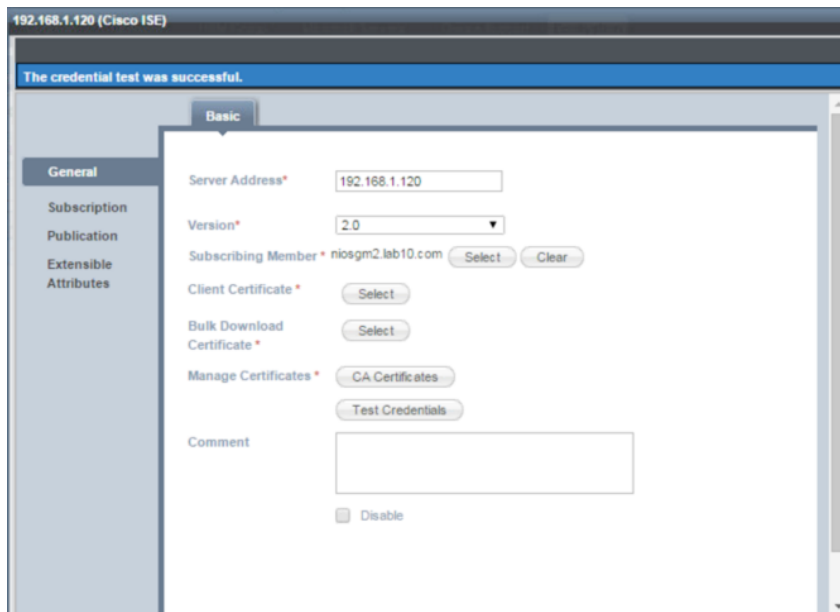 192.168.1.120 (Cisco ISE)
The credential test was successful.
Basic
General
Subscription
Publication
Extensible
Attributes
Server Address*
192.168.1.120
Version*
2.0
Subscribing Member * niosgm2.lab10.com Select Clear
Client Certificate *
Select
Bulk Download
Certificate *
Select
Manage Certificates *
CA Certificates
Test Credentials
Comment
Disable